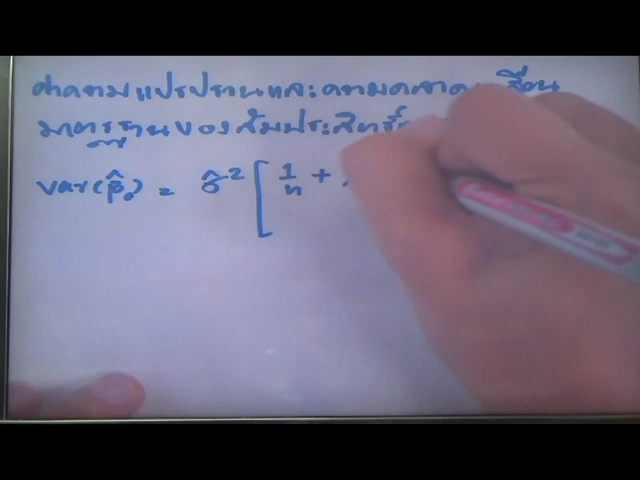 ค่าความแปรปรวนและความคลาดเคลื่อน
มาตรฐานของสัมประสิทธิ์
var(β̂₀) = σ̂² [ 1/n +